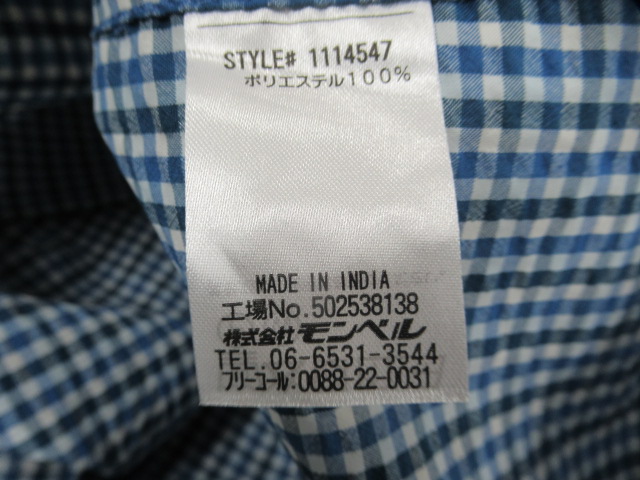 STYLE# 1114547
ポリエステル100%
MADE IN INDIA
工場No.502538138
株式会社 モンベル
TEL.06-6531-3544
フリーコール:0088-22-0031